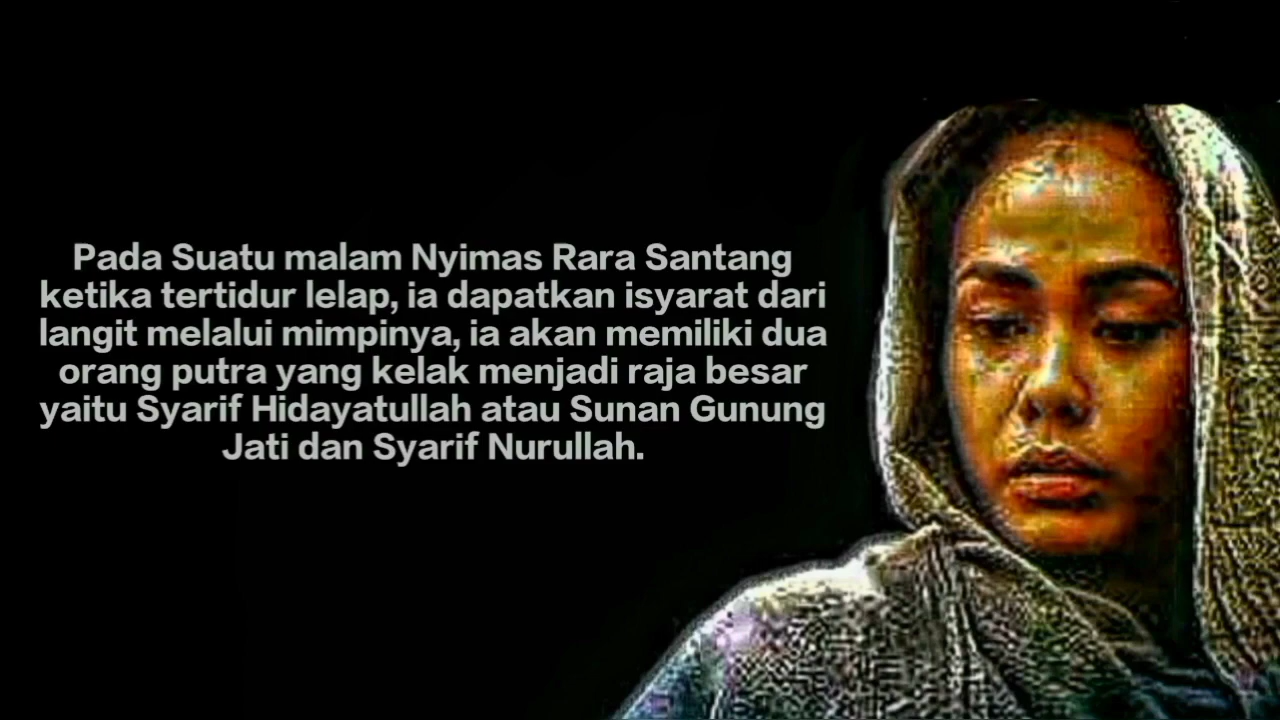 Pada Suatu malam Nyimas Rara Santang
ketika tertidur lelap, ia dapatkan isyarat dari
langit melalui mimpinya, ia akan memiliki dua
orang putra yang kelak menjadi raja besar
yaitu Syarif Hidayatullah atau Sunan Gunung
Jati dan Syarif Nurullah.